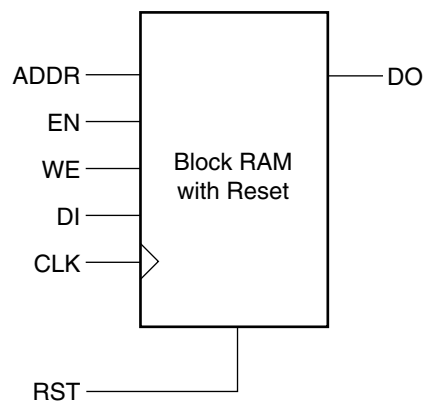 ADDR
DO
EN
WE
Block RAM
with Reset
DI
CLK
RST